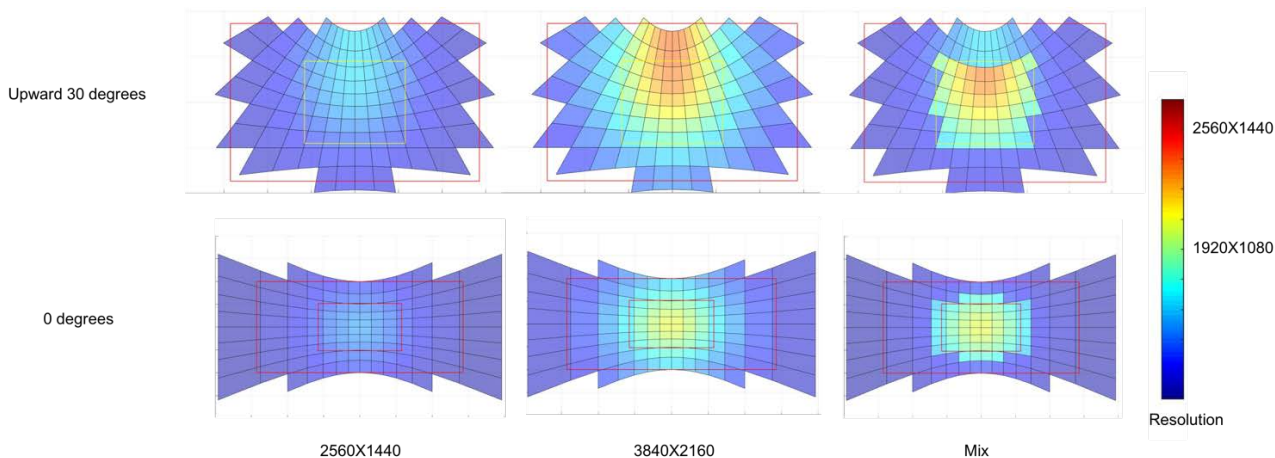 Upward 30 degrees
2560X1440
1920X1080
0 degrees
Resolution
2560X1440
3840X2160
Mix